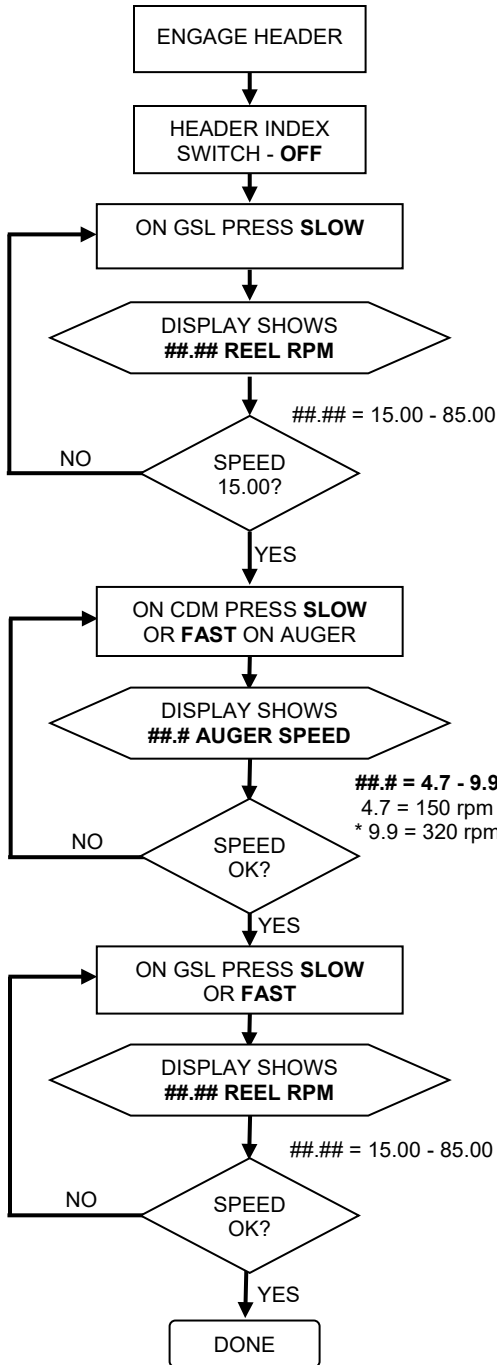 ENGAGE HEADER
HEADER INDEX
SWITCH - OFF
ON GSL PRESS SLOW
DISPLAY SHOWS
##.## REEL RPM
##.## = 15.00 - 85.00
SPEED
15.00?
NO
YES
ON CDM PRESS SLOW
OR FAST ON AUGER
DISPLAY SHOWS
##.# AUGER SPEED
##.# = 4.7 - 9.9
4.7 = 150 rpm
* 9.9 = 320 rpm
SPEED
OK?
NO
YES
ON GSL PRESS SLOW
OR FAST
DISPLAY SHOWS
##.## REEL RPM
##.## = 15.00 - 85.00
SPEED
OK?
NO
YES
DONE